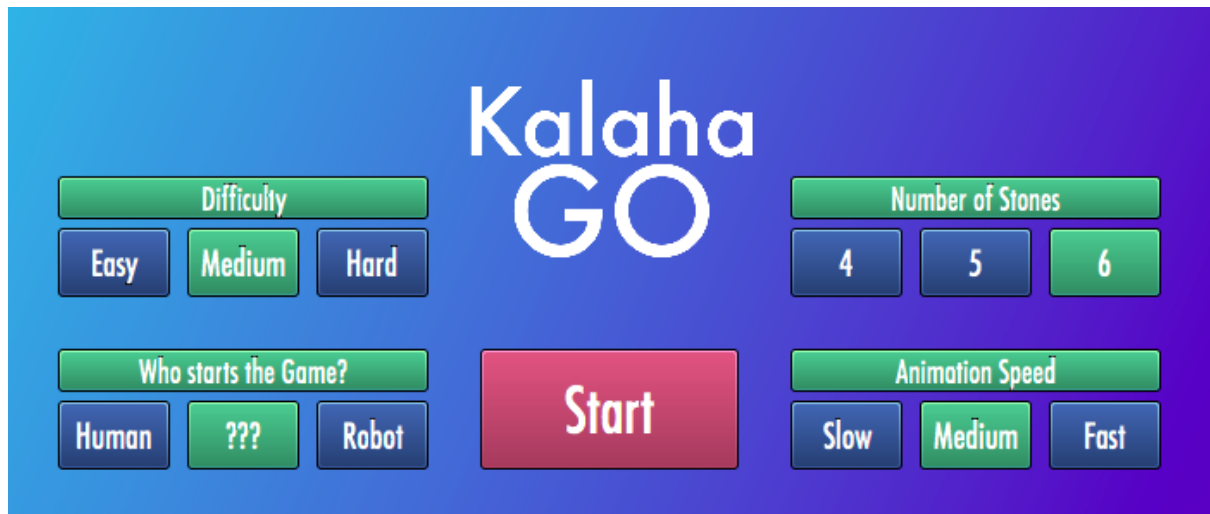 Kalaha
GO
Difficulty
Easy Medium Hard
Number of Stones
4 5 6
Who starts the Game?
Human ??? Robot
Start
Animation Speed
Slow Medium Fast